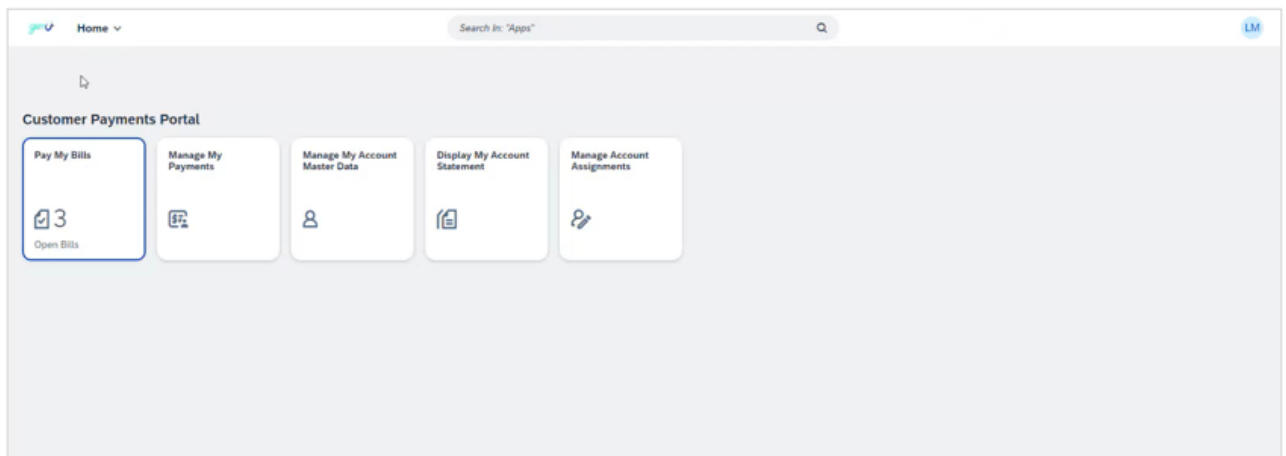 genU
Home
Search In: "Apps"
LM
Customer Payments Portal
Pay My Bills
3
Open Bills
Manage My
Payments
Manage My Account
Master Data
Display My Account
Statement
Manage Account
Assignments